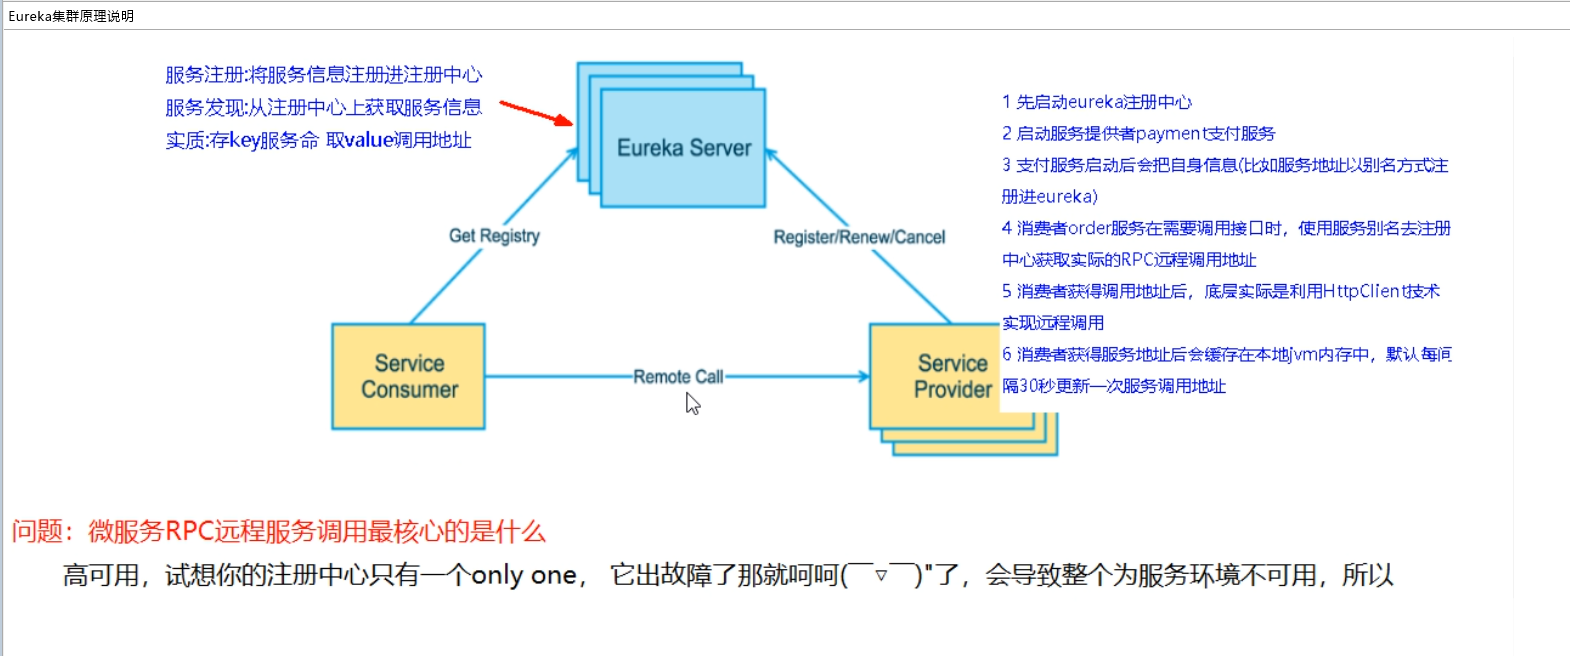 Eureka集群原理说明
服务注册:将服务信息注册进注册中心
服务发现:从注册中心上获取服务信息
实质:存key服务命 取value调用地址
Eureka Server
1 先启动eureka注册中心
2 启动服务提供者payment支付服务
3 支付服务启动后会把自身信息(比如服务地址以别名方式注
册进eureka)
4 消费者order服务在需要调用接口时，使用服务别名去注册
中心获取实际的RPC远程调用地址
5 消费者获得调用地址后，底层实际是利用HttpClient技术
实现远程调用
6 消费者获得服务地址后会缓存在本地jvm内存中，默认每间
隔30秒更新一次服务调用地址
Get Registry
Register/Renew/Cancel
Service
Consumer
Remote Call
Service
Provider
问题：微服务RPC远程服务调用最核心的是什么
高可用，试想你的注册中心只有一个only one， 它出故障了那就呵呵(￣▽￣)"了，会导致整个为服务环境不可用，所以